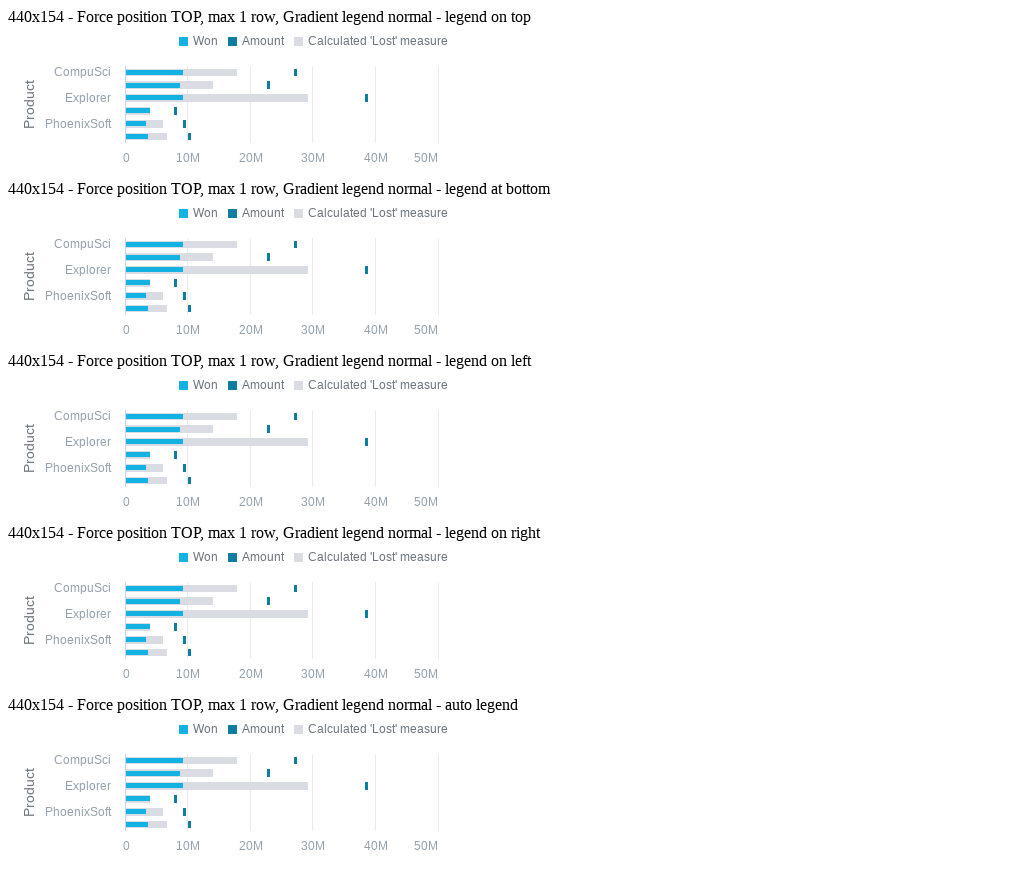 440x154 - Force position TOP, max 1 row, Gradient legend normal - legend on top
Won Amount Calculated 'Lost' measure
Product
CompuSci
Explorer
PhoenixSoft
0 10M 20M 30M 40M 50M
440x154 - Force position TOP, max 1 row, Gradient legend normal - legend at bottom
Won Amount Calculated 'Lost' measure
Product
CompuSci
Explorer
PhoenixSoft
0 10M 20M 30M 40M 50M
440x154 - Force position TOP, max 1 row, Gradient legend normal - legend on left
Won Amount Calculated 'Lost' measure
Product
CompuSci
Explorer
PhoenixSoft
0 10M 20M 30M 40M 50M
440x154 - Force position TOP, max 1 row, Gradient legend normal - legend on right
Won Amount Calculated 'Lost' measure
Product
CompuSci
Explorer
PhoenixSoft
0 10M 20M 30M 40M 50M
440x154 - Force position TOP, max 1 row, Gradient legend normal - auto legend
Won Amount Calculated 'Lost' measure
Product
CompuSci
Explorer
PhoenixSoft
0 10M 20M 30M 40M 50M